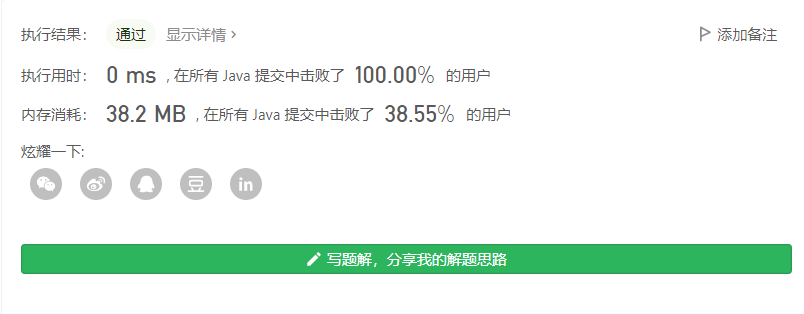 执行结果： 通过 显示详情 › 添加备注
执行用时： 0 ms , 在所有 Java 提交中击败了 100.00% 的用户
内存消耗： 38.2 MB , 在所有 Java 提交中击败了 38.55% 的用户
炫耀一下:
豆 in
写题解，分享我的解题思路